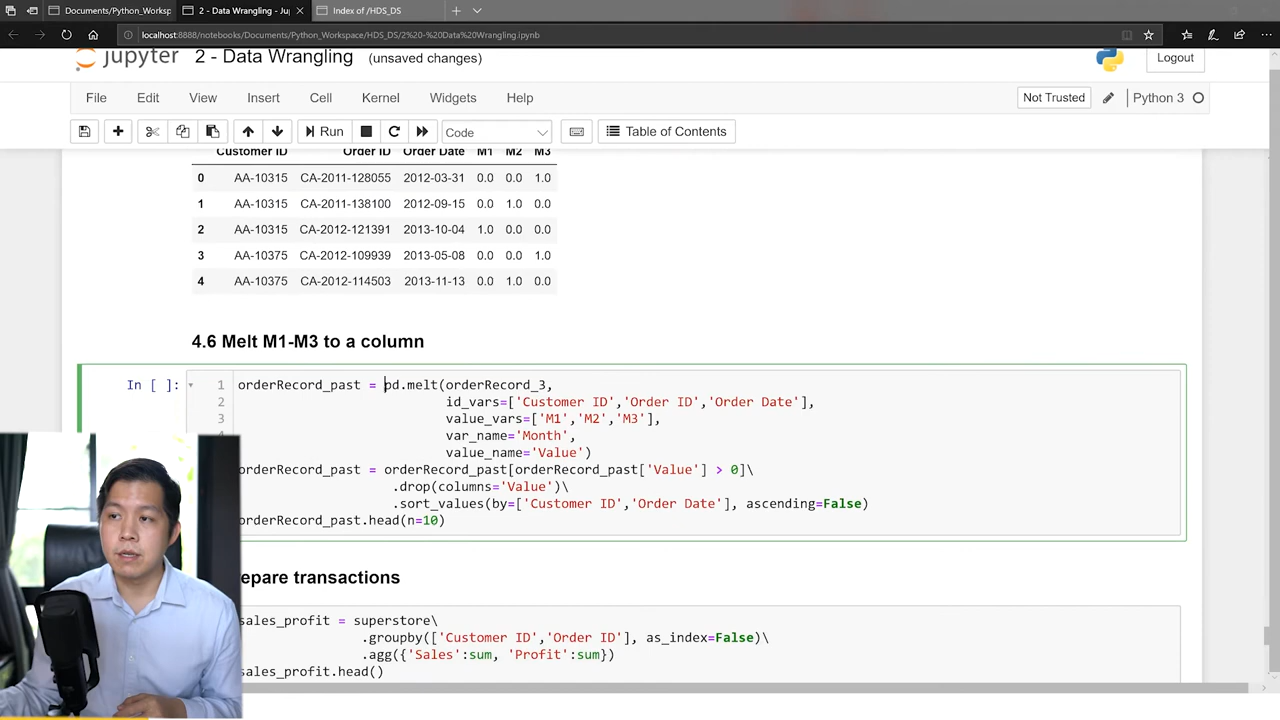 Documents/Python_Worksp
2 - Data Wrangling - Ju
Index of /HDS_DS
localhost:8888/notebooks/Documents/Python_Workspace/HDS_DS/2%20-%20Data%20Wrangling.ipynb
jupyter 2 - Data Wrangling (unsaved changes) Logout
File Edit View Insert Cell Kernel Widgets Help Not Trusted Python 3
Run Code Table of Contents
Customer ID Order ID Order Date M1 M2 M3
0 AA-10315 CA-2011-128055 2012-03-31 0.0 0.0 1.0
1 AA-10315 CA-2011-138100 2012-09-15 0.0 1.0 0.0
2 AA-10315 CA-2012-121391 2013-10-04 1.0 0.0 0.0
3 AA-10375 CA-2012-109939 2013-05-08 0.0 0.0 1.0
4 AA-10375 CA-2012-114503 2013-11-13 0.0 1.0 0.0
4.6 Melt M1-M3 to a column
In [ ]: 1 orderRecord_past = pd.melt(orderRecord_3,
2 id_vars=['Customer ID','Order ID','Order Date'],
3 value_vars=['M1','M2','M3'],
var_name='Month',
value_name='Value')
orderRecord_past = orderRecord_past[orderRecord_past['Value'] > 0]\
.drop(columns='Value')\
.sort_values(by=['Customer ID','Order Date'], ascending=False)
orderRecord_past.head(n=10)
epare transactions
sales_profit = superstore\
.groupby(['Customer ID','Order ID'], as_index=False)\
.agg({'Sales':sum, 'Profit':sum})
sales_profit.head()